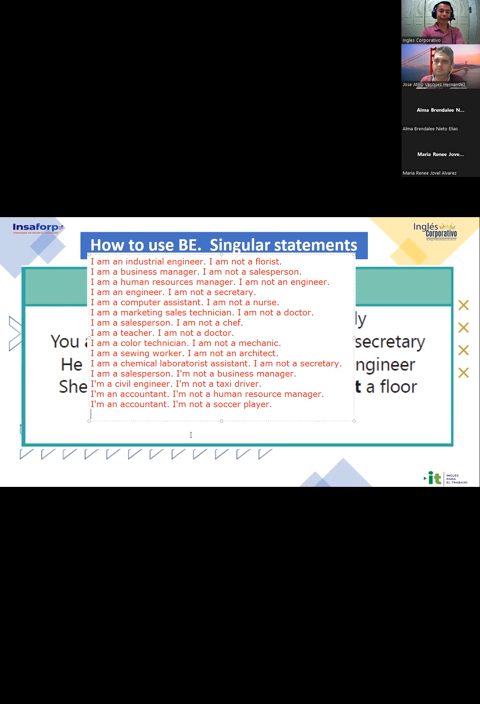 Inglés Corporativo
Alma Brendalee N...
Alma Brendalee Nieto Elias
Maria Renee Jove...
Maria Renee Jovel Alvarez
Insaforp
Inglés
Corporativo
How to use BE. Singular statements
I am an industrial engineer. I am not a florist.
I am a business manager. I am not a salesperson.
I am a human resources manager. I am not an engineer.
I am an engineer. I am not a secretary.
I am a computer assistant. I am not a nurse.
I am a marketing sales technician. I am not a doctor.
I am a salesperson. I am not a chef.
I am a teacher. I am not a doctor.
I am a color technician. I am not a mechanic.
I am a sewing worker. I am not an architect.
I am a chemical laboratorist assistant. I am not a secretary.
I am a salesperson. I'm not a business manager.
I'm a civil engineer. I'm not a taxi driver.
I'm an accountant. I'm not a human resource manager.
I'm an accountant. I'm not a soccer player.
ly
You a
secretary
He
ngineer
She
t a floor
it
INGLÉS
PARA
EL TRABAJO